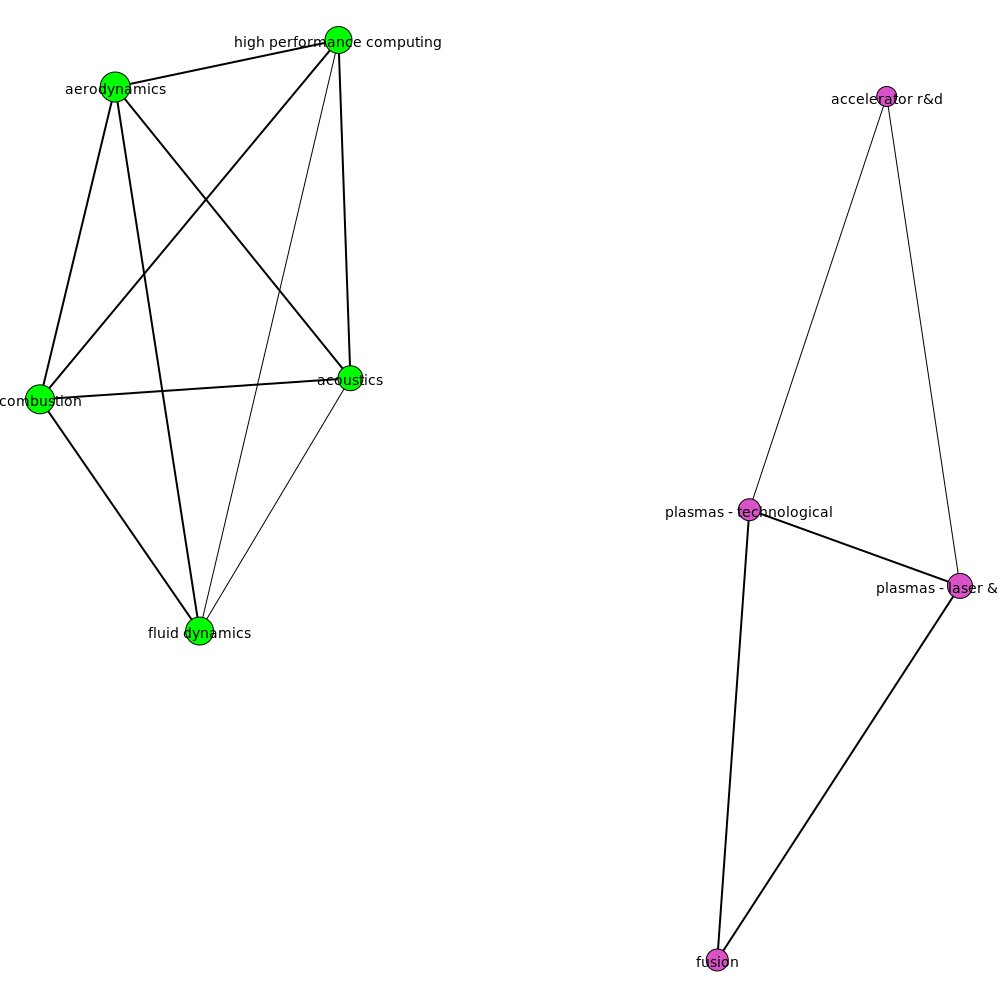 high performance computing
aerodynamics
accelerator r&d
acoustics
combustion
plasmas - technological
plasmas - laser &
fluid dynamics
fusion